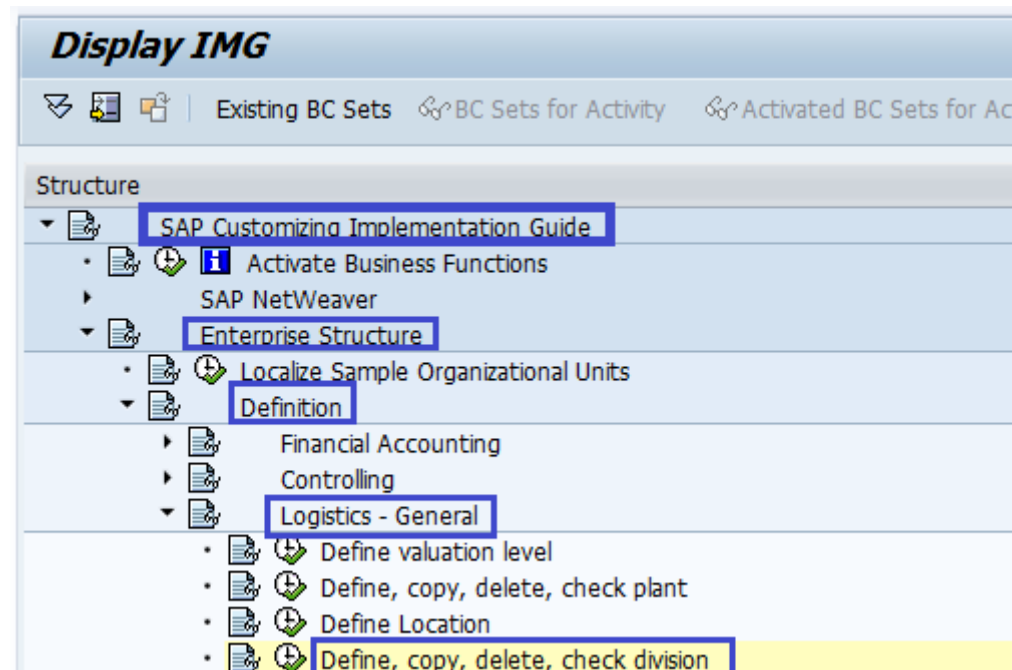 Display IMG
Existing BC Sets BC Sets for Activity Activated BC Sets for
Structure
SAP Customizing Implementation Guide
Activate Business Functions
SAP NetWeaver
Enterprise Structure
Localize Sample Organizational Units
Definition
Financial Accounting
Controlling
Logistics - General
Define valuation level
Define, copy, delete, check plant
Define Location
Define, copy, delete, check division